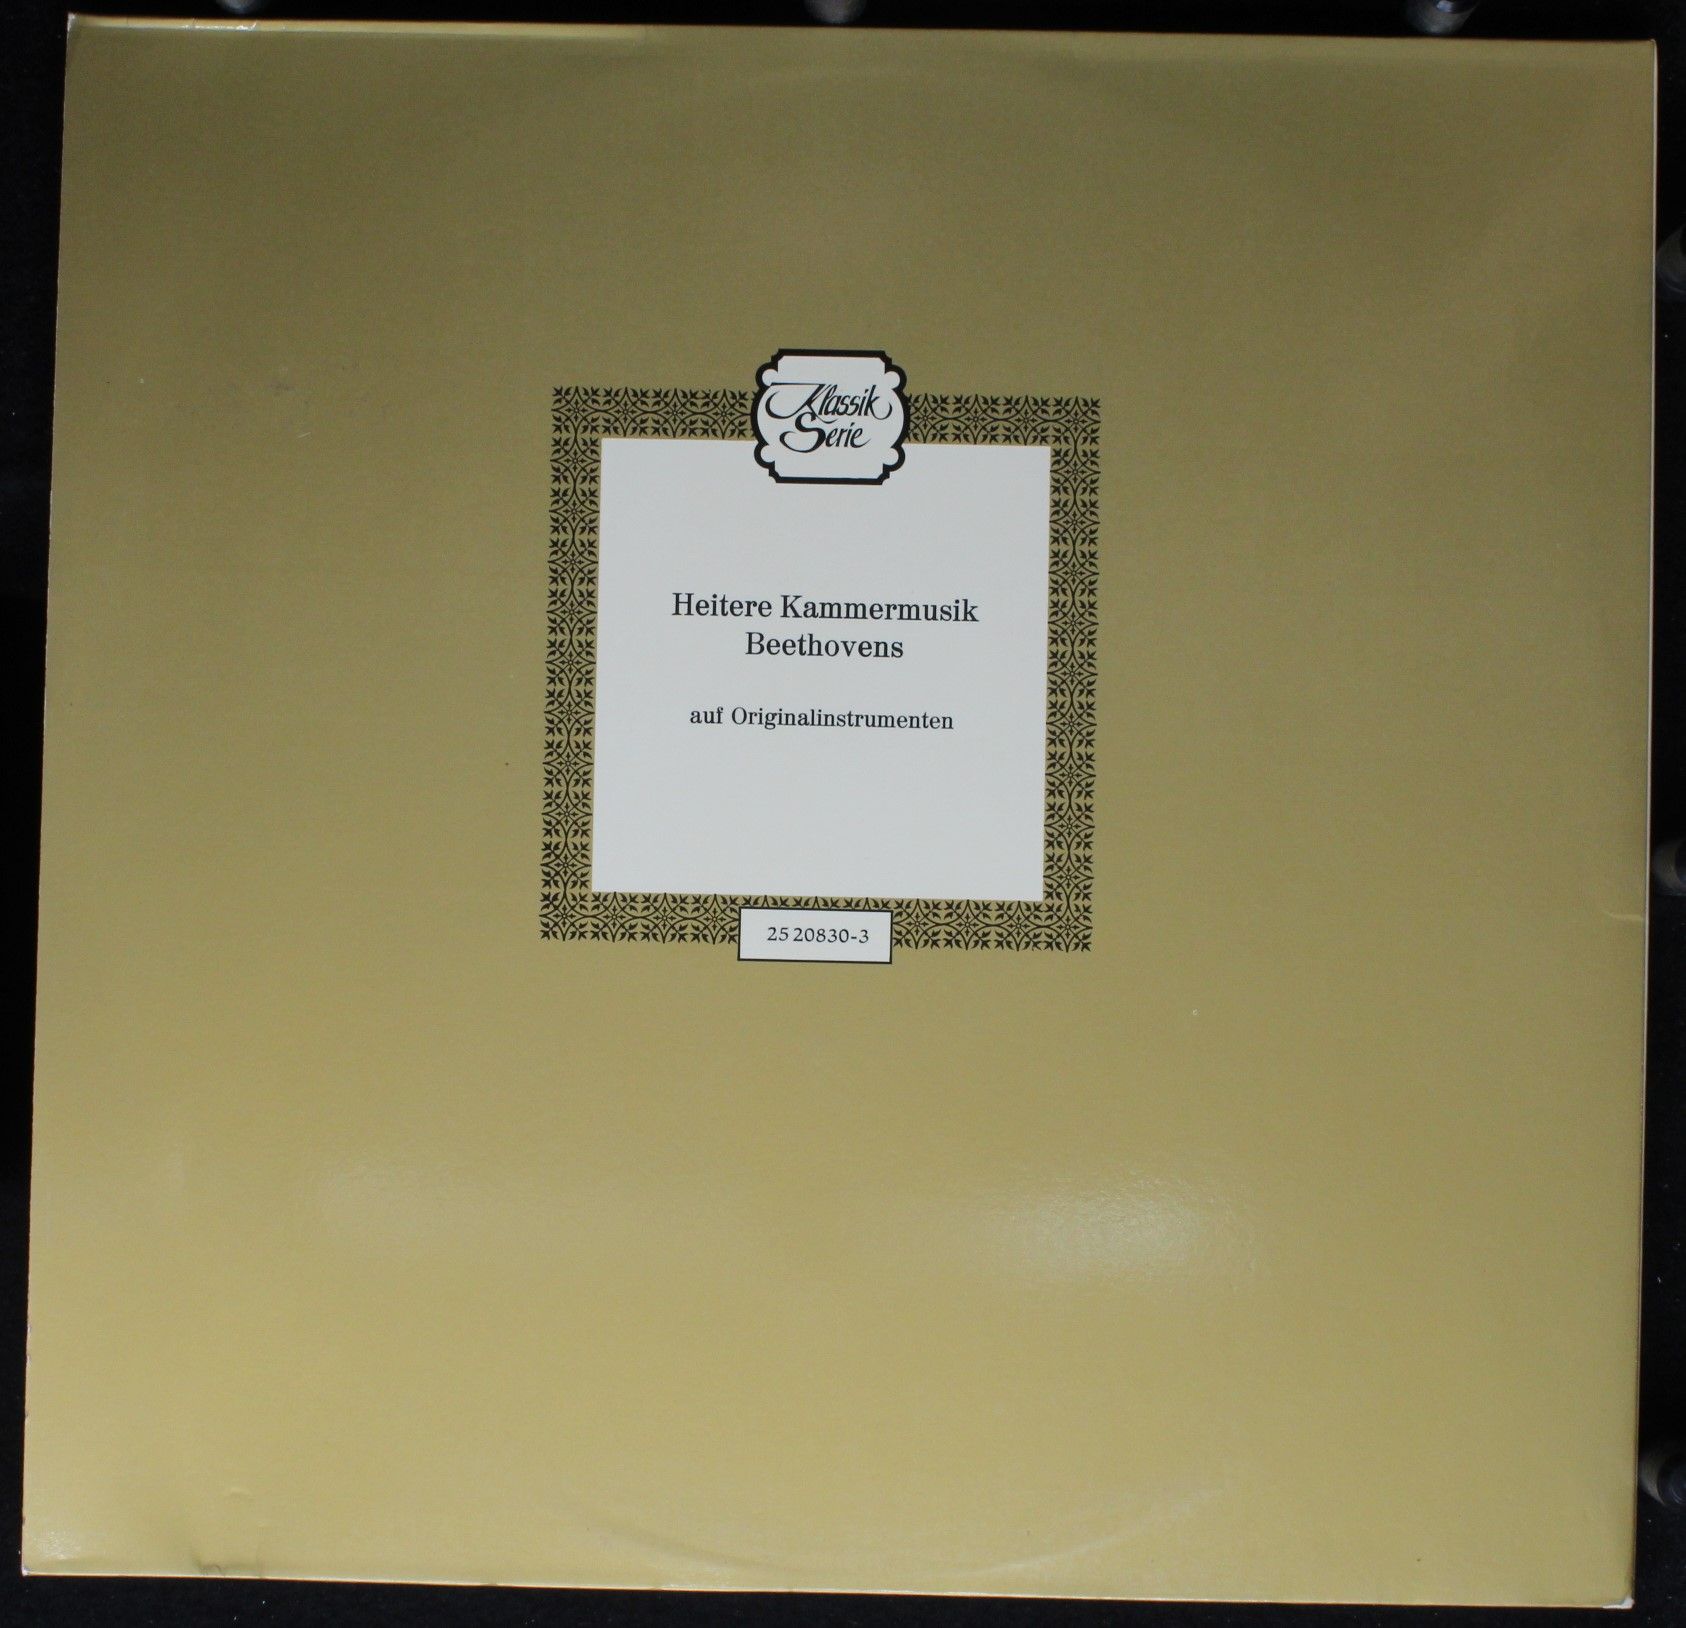 Klassik
Serie
Heitere Kammermusik
Beethovens
auf Originalinstrumenten
25 20830-3